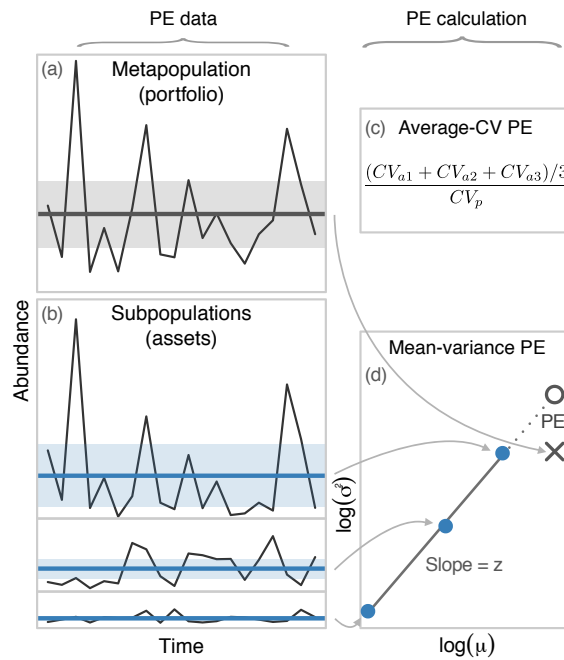 PE data
PE calculation
(a)
Metapopulation
(portfolio)
(c) Average-CV PE
(CV_{a1} + CV_{a2} + CV_{a3})/3
CV_p
Abundance
(b)
Subpopulations
(assets)
Mean-variance PE
(d)
PE
log(σ²)
Slope = z
Time
log(μ)